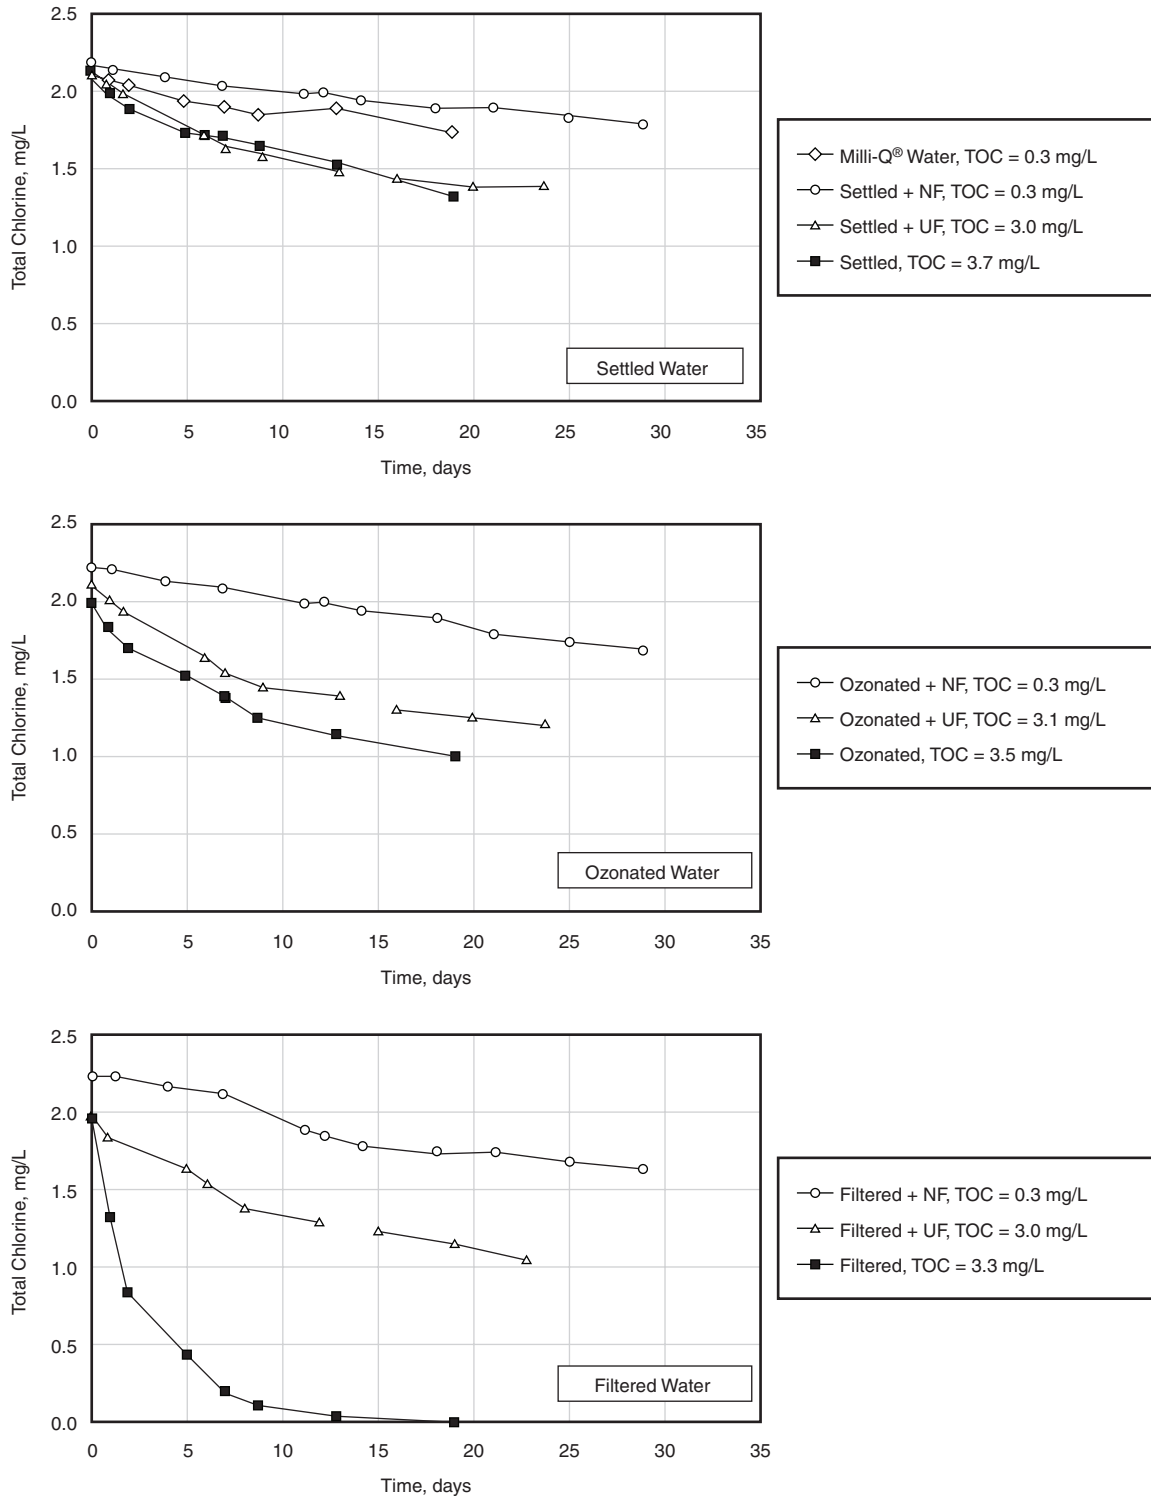 2.5
2.0
1.5
1.0
0.5
0.0
Total Chlorine, mg/L
0 5 10 15 20 25 30 35
Time, days
Settled Water
Milli-Q® Water, TOC = 0.3 mg/L
Settled + NF, TOC = 0.3 mg/L
Settled + UF, TOC = 3.0 mg/L
Settled, TOC = 3.7 mg/L
2.5
2.0
1.5
1.0
0.5
0.0
Total Chlorine, mg/L
0 5 10 15 20 25 30 35
Time, days
Ozonated Water
Ozonated + NF, TOC = 0.3 mg/L
Ozonated + UF, TOC = 3.1 mg/L
Ozonated, TOC = 3.5 mg/L
2.5
2.0
1.5
1.0
0.5
0.0
Total Chlorine, mg/L
0 5 10 15 20 25 30 35
Time, days
Filtered Water
Filtered + NF, TOC = 0.3 mg/L
Filtered + UF, TOC = 3.0 mg/L
Filtered, TOC = 3.3 mg/L